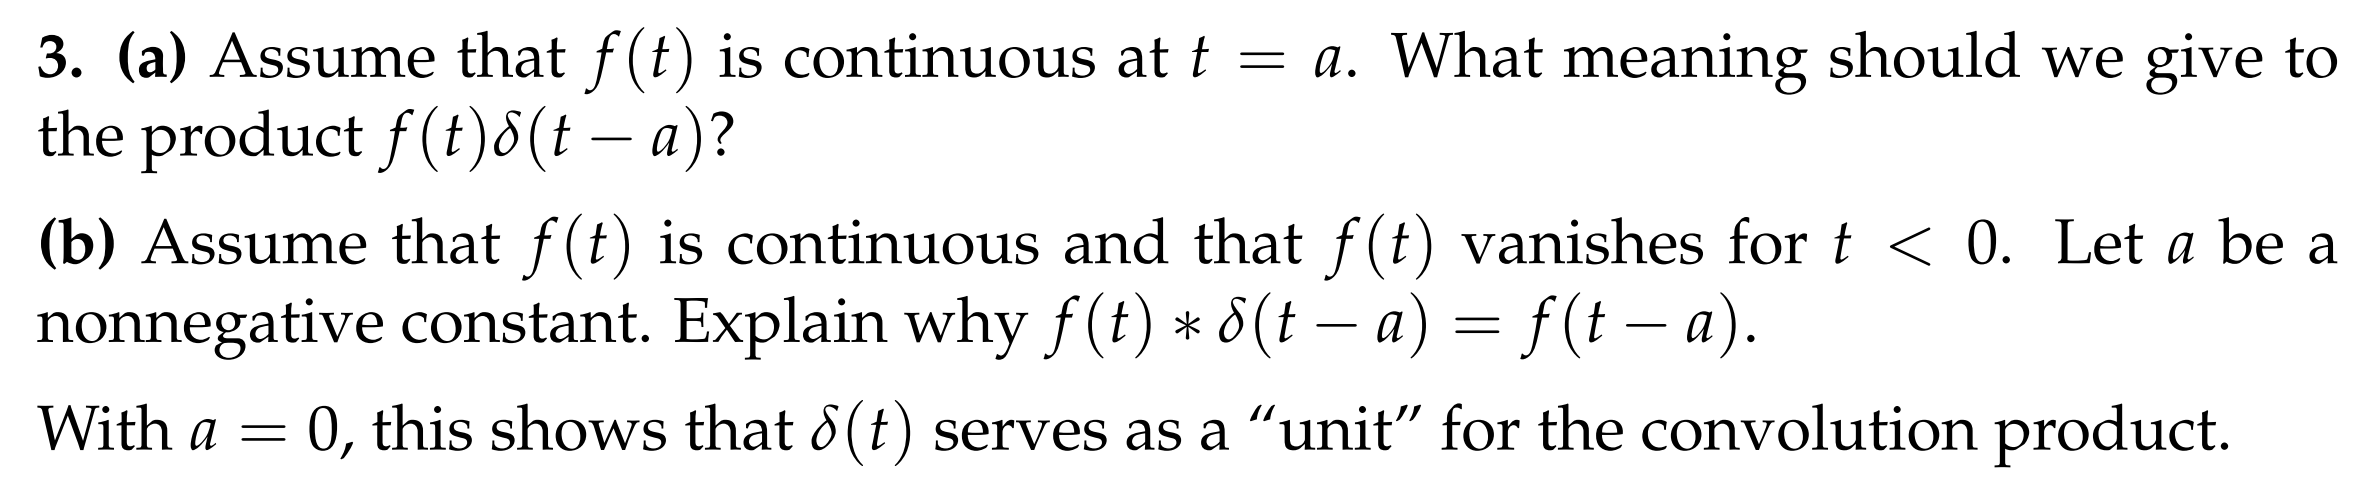 3. (a) Assume that f(t) is continuous at t = a. What meaning should we give to
the product f(t)δ(t − a)?
(b) Assume that f(t) is continuous and that f(t) vanishes for t < 0. Let a be a
nonnegative constant. Explain why f(t) ∗ δ(t − a) = f(t − a).
With a = 0, this shows that δ(t) serves as a “unit” for the convolution product.